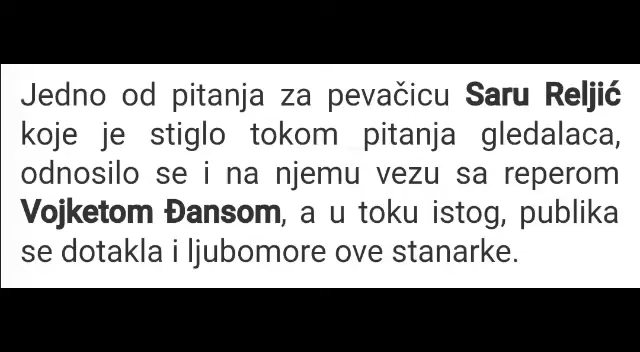 Jedno od pitanja za pevačicu Saru Reljić
koje je stiglo tokom pitanja gledalaca,
odnosilo se i na njemu vezu sa reperom
Vojketom Đansom, a u toku istog, publika
se dotakla i ljubomore ove stanarke.